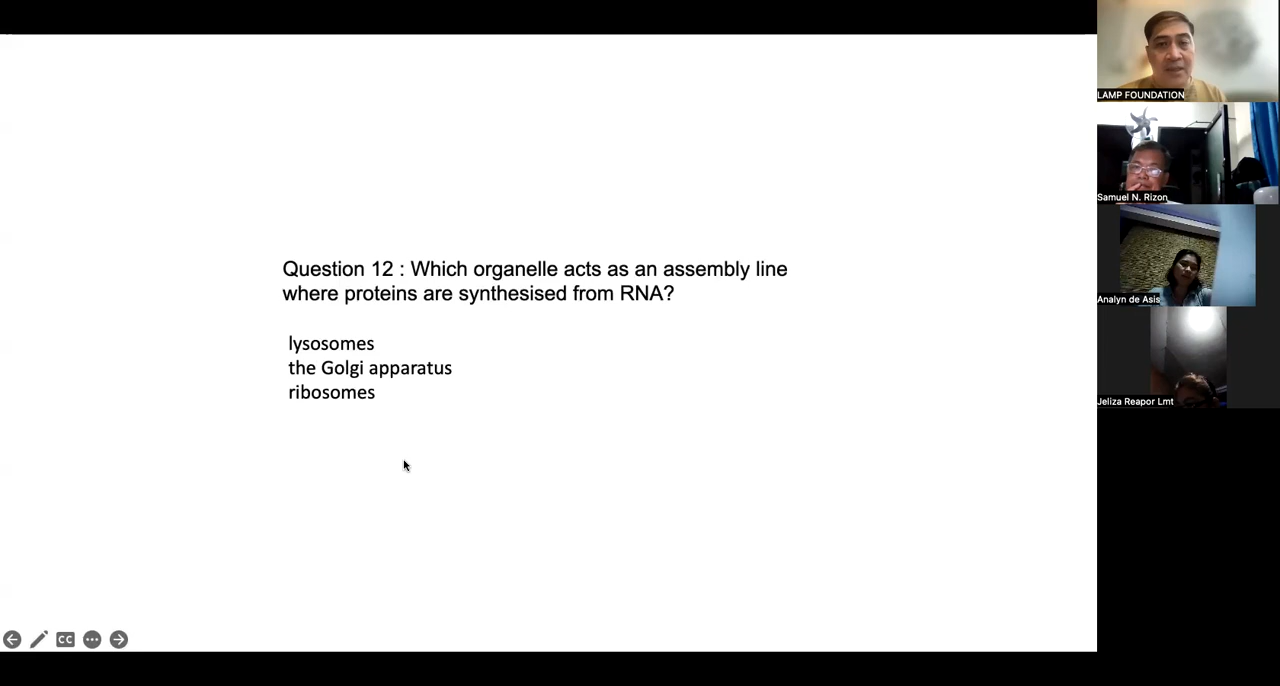 Question 12 : Which organelle acts as an assembly line
where proteins are synthesised from RNA?
lysosomes
the Golgi apparatus
ribosomes
LAMP FOUNDATION
Samuel N. Rizon
Analyn de Asis
Jeliza Reapor Lmt
CC